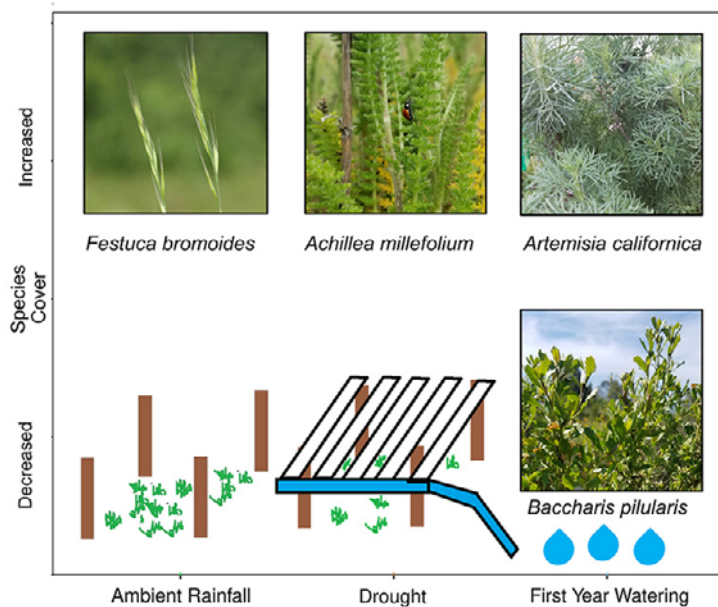 Increased
Festuca bromoides
Achillea millefolium
Artemisia californica
Species
Cover
Decreased
Baccharis pilularis
Ambient Rainfall
Drought
First Year Watering